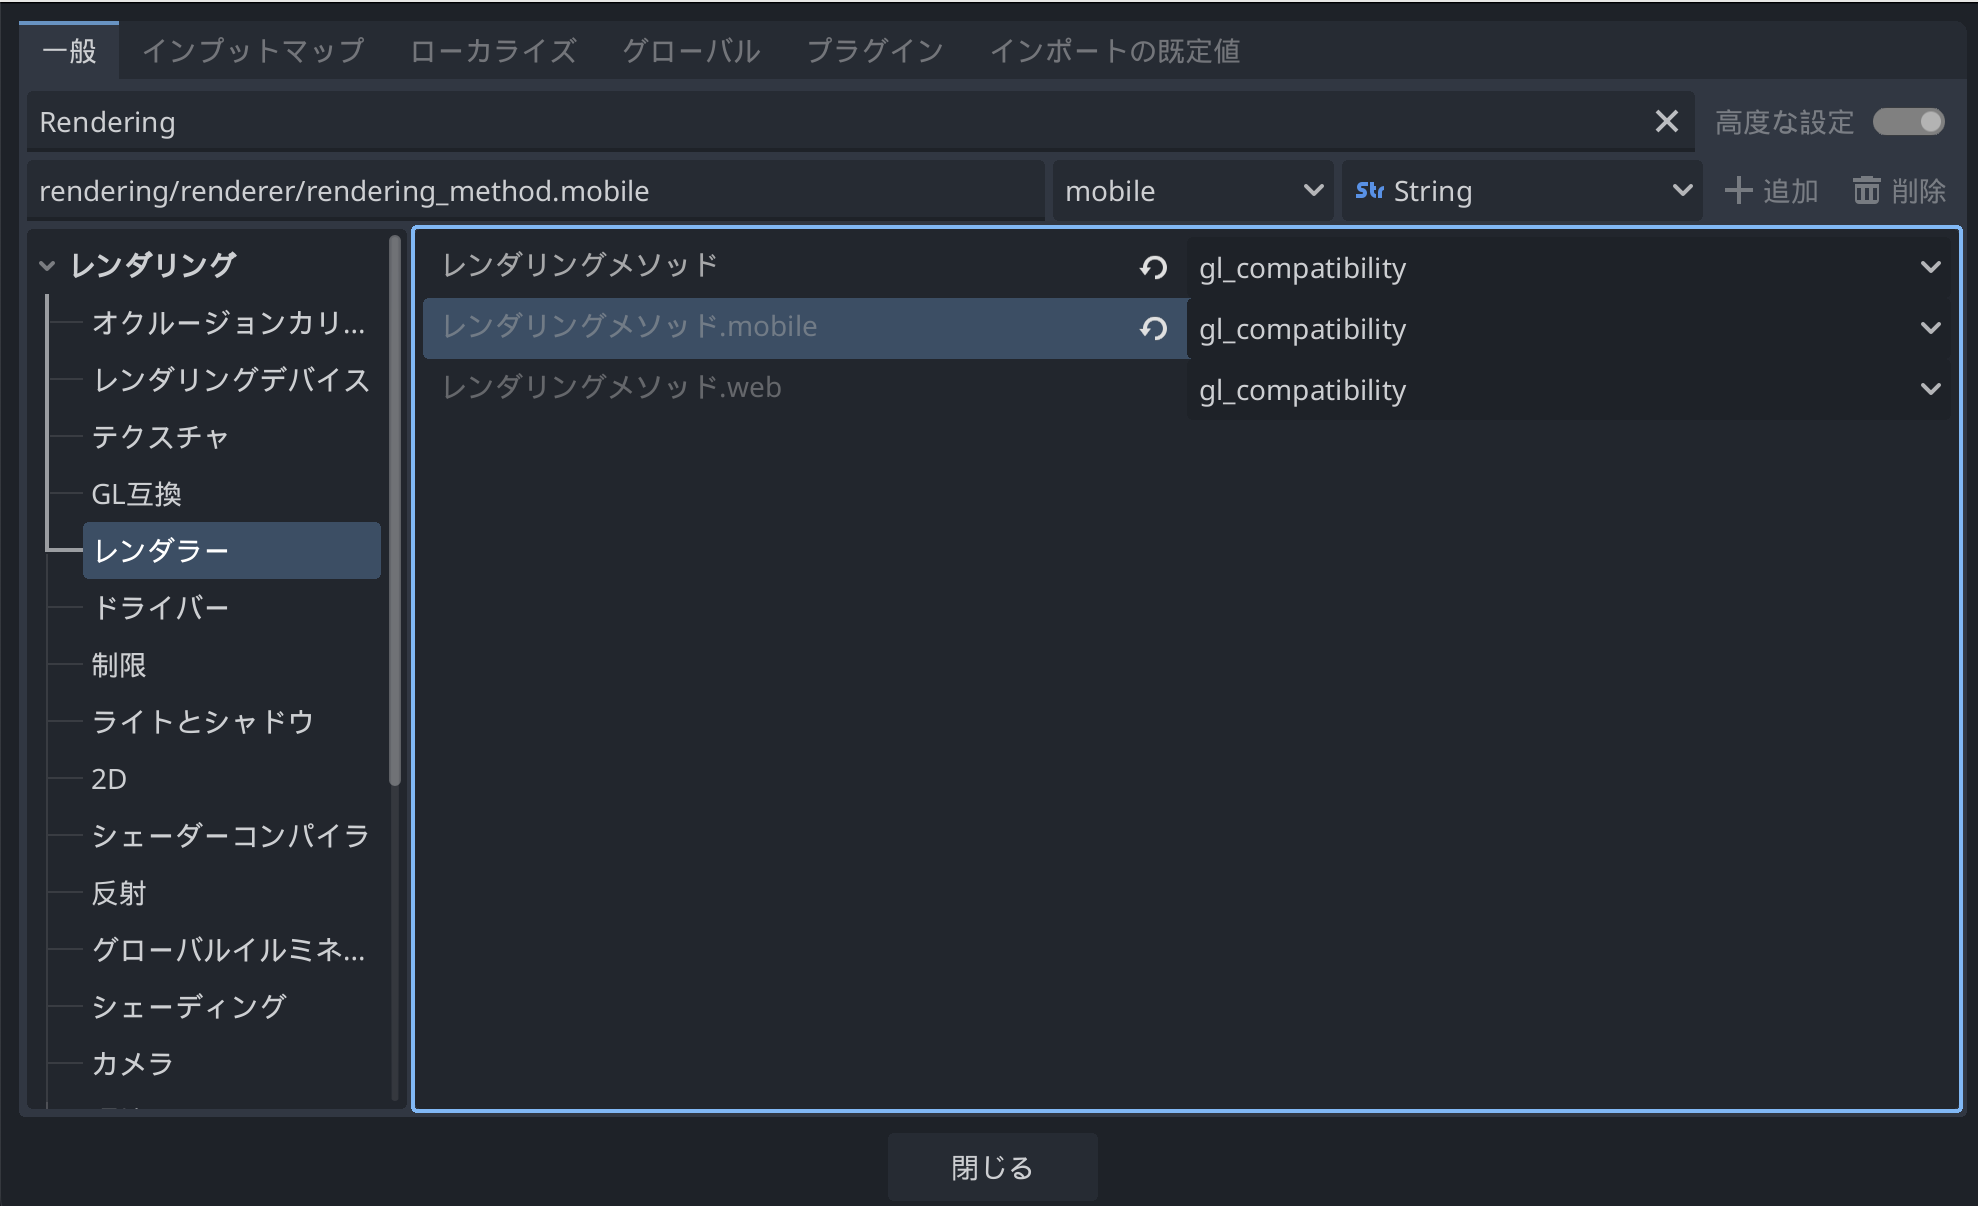 一般 インプットマップ ローカライズ グローバル プラグイン インポートの既定値
Rendering 高度な設定
rendering/renderer/rendering_method.mobile mobile Str String 追加 削除
レンダリング
オクルージョンカリ...
レンダリングデバイス
テクスチャ
GL互換
レンダラー
ドライバー
制限
ライトとシャドウ
2D
シェーダーコンパイラ
反射
グローバルイルミネ...
シェーディング
カメラ
レンダリングメソッド gl_compatibility
レンダリングメソッド.mobile gl_compatibility
レンダリングメソッド.web gl_compatibility
閉じる